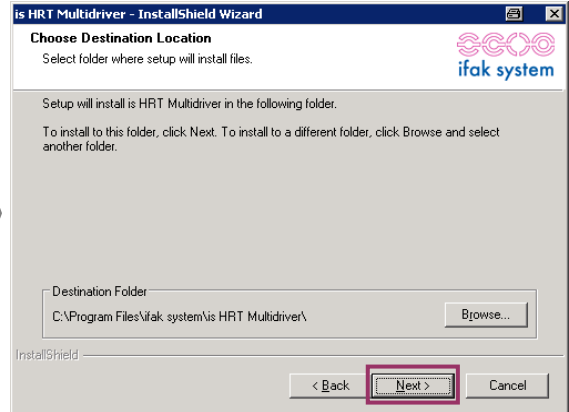 is HRT Multidriver - InstallShield Wizard
Choose Destination Location
Select folder where setup will install files.
ifak system
Setup will install is HRT Multidriver in the following folder.
To install to this folder, click Next. To install to a different folder, click Browse and select
another folder.
Destination Folder
C:\Program Files\ifak system\is HRT Multidriver\
Browse...
InstallShield
< Back
Next >
Cancel